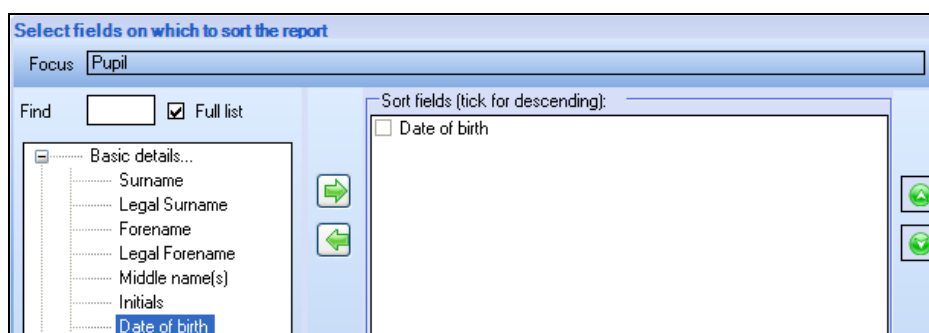 Select fields on which to sort the report
Focus Pupil
Find Full list
Sort fields (tick for descending):
Date of birth
Basic details...
Surname
Legal Surname
Forename
Legal Forename
Middle name(s)
Initials
Date of birth